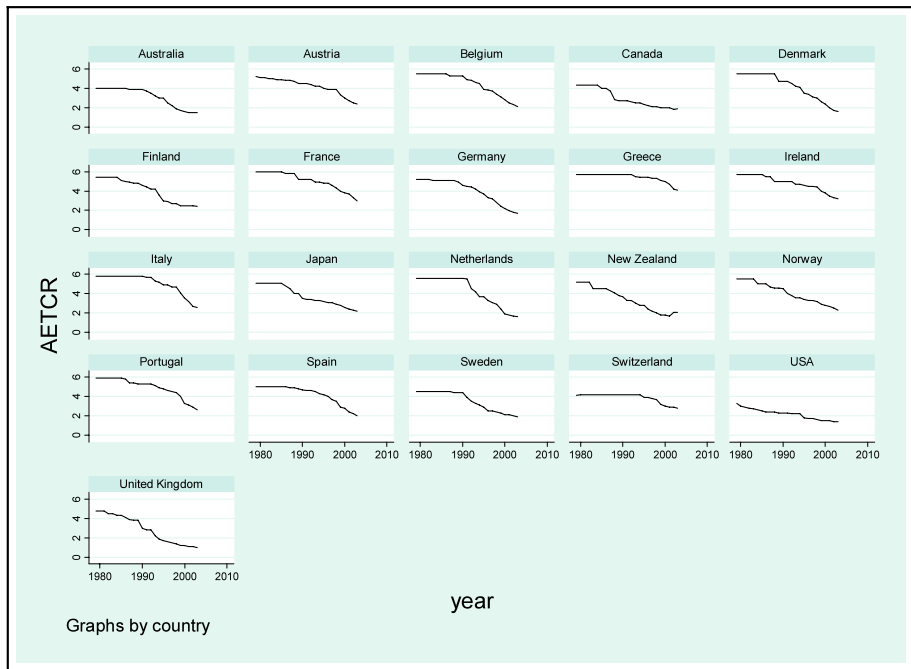 Australia Austria Belgium Canada Denmark
6
4
2
0
Finland France Germany Greece Ireland
6
4
2
0
Italy Japan Netherlands New Zealand Norway
6
4
2
0
Portugal Spain Sweden Switzerland USA
6
4
2
0
1980 1990 2000 2010 1980 1990 2000 2010 1980 1990 2000 2010 1980 1990 2000 2010
United Kingdom
6
4
2
0
1980 1990 2000 2010
AETCR
year
Graphs by country